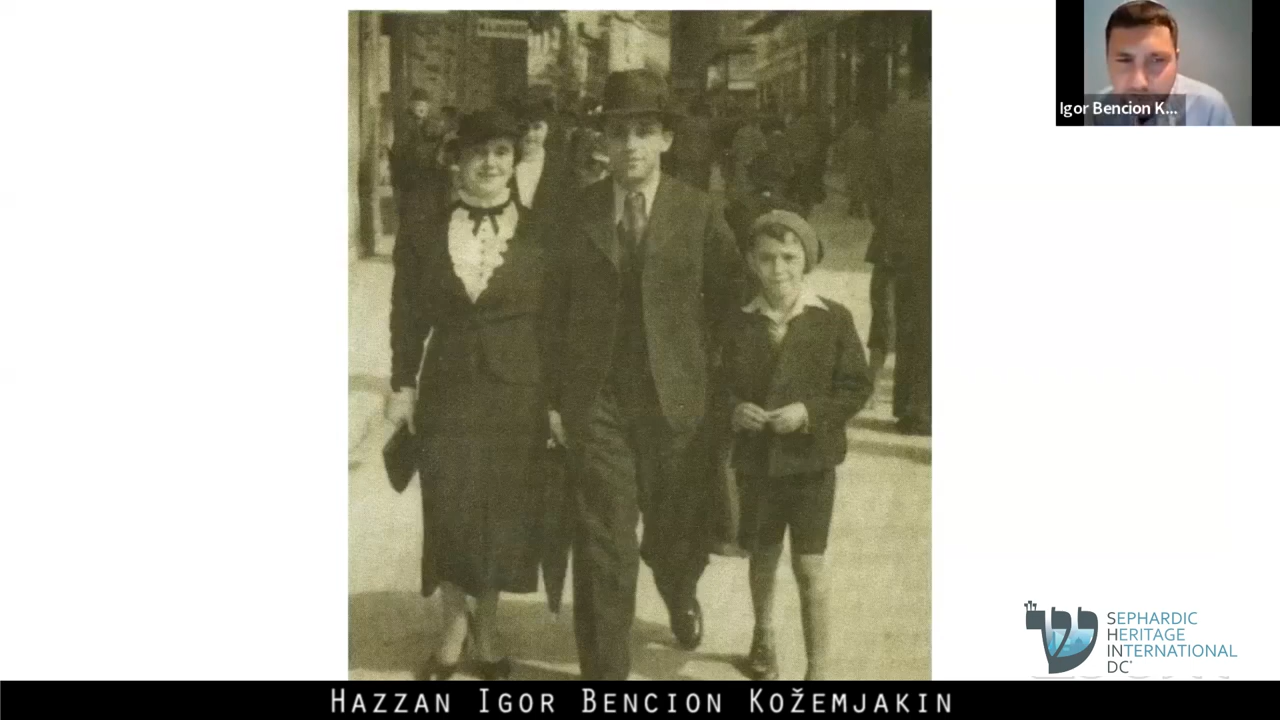 Igor Bencion K...
SEPHARDIC
HERITAGE
INTERNATIONAL
DC
HAZZAN IGOR BENCION KOŽEMJAKIN